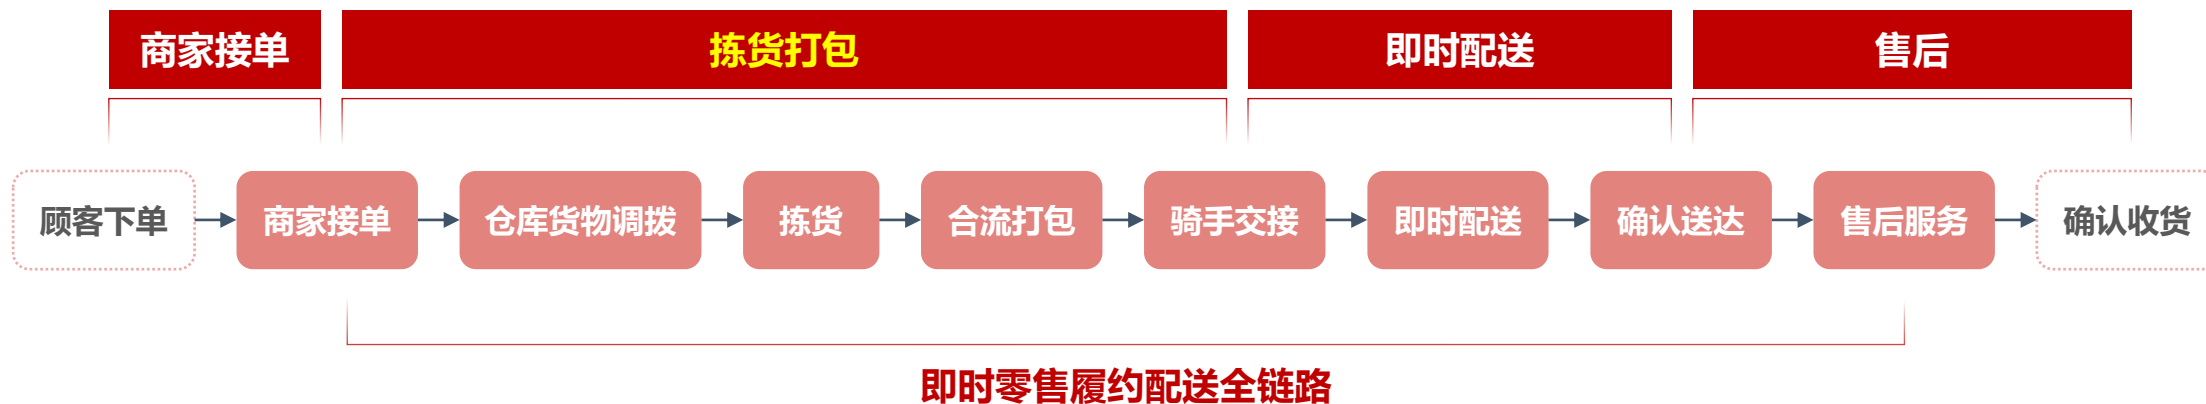 商家接单
拣货打包
即时配送
售后
顾客下单
商家接单
仓库货物调拨
拣货
合流打包
骑手交接
即时配送
确认送达
售后服务
确认收货
即时零售履约配送全链路